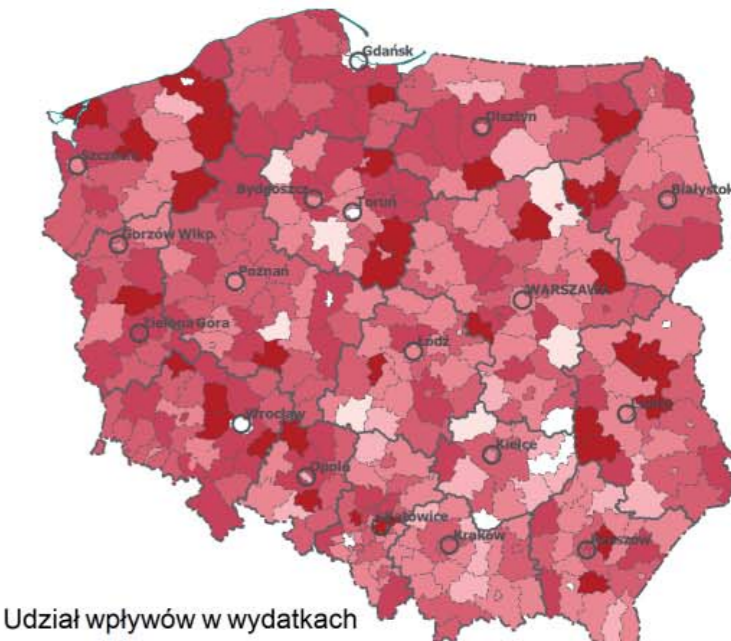 Gdańsk
Olsztyn
Szczecin
Bydgoszcz
Białystok
Toruń
Gorzów Wlkp.
Poznań
WARSZAWA
Zielona Góra
Łódź
Wrocław
Kielce
Opole
Katowice
Kraków
Rzeszów
Udział wpływów w wydatkach